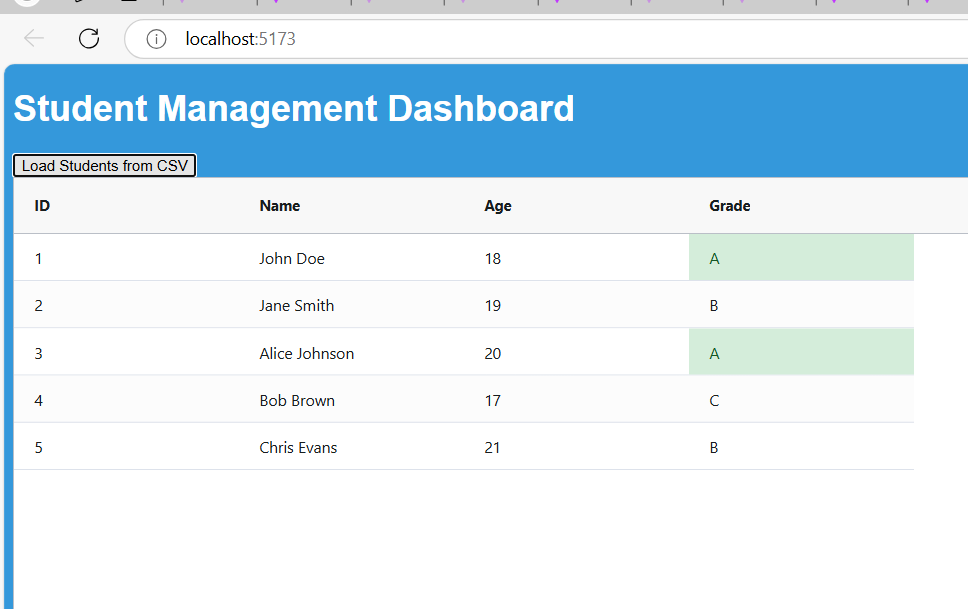 localhost:5173
Student Management Dashboard
Load Students from CSV
ID Name Age Grade
1 John Doe 18 A
2 Jane Smith 19 B
3 Alice Johnson 20 A
4 Bob Brown 17 C
5 Chris Evans 21 B